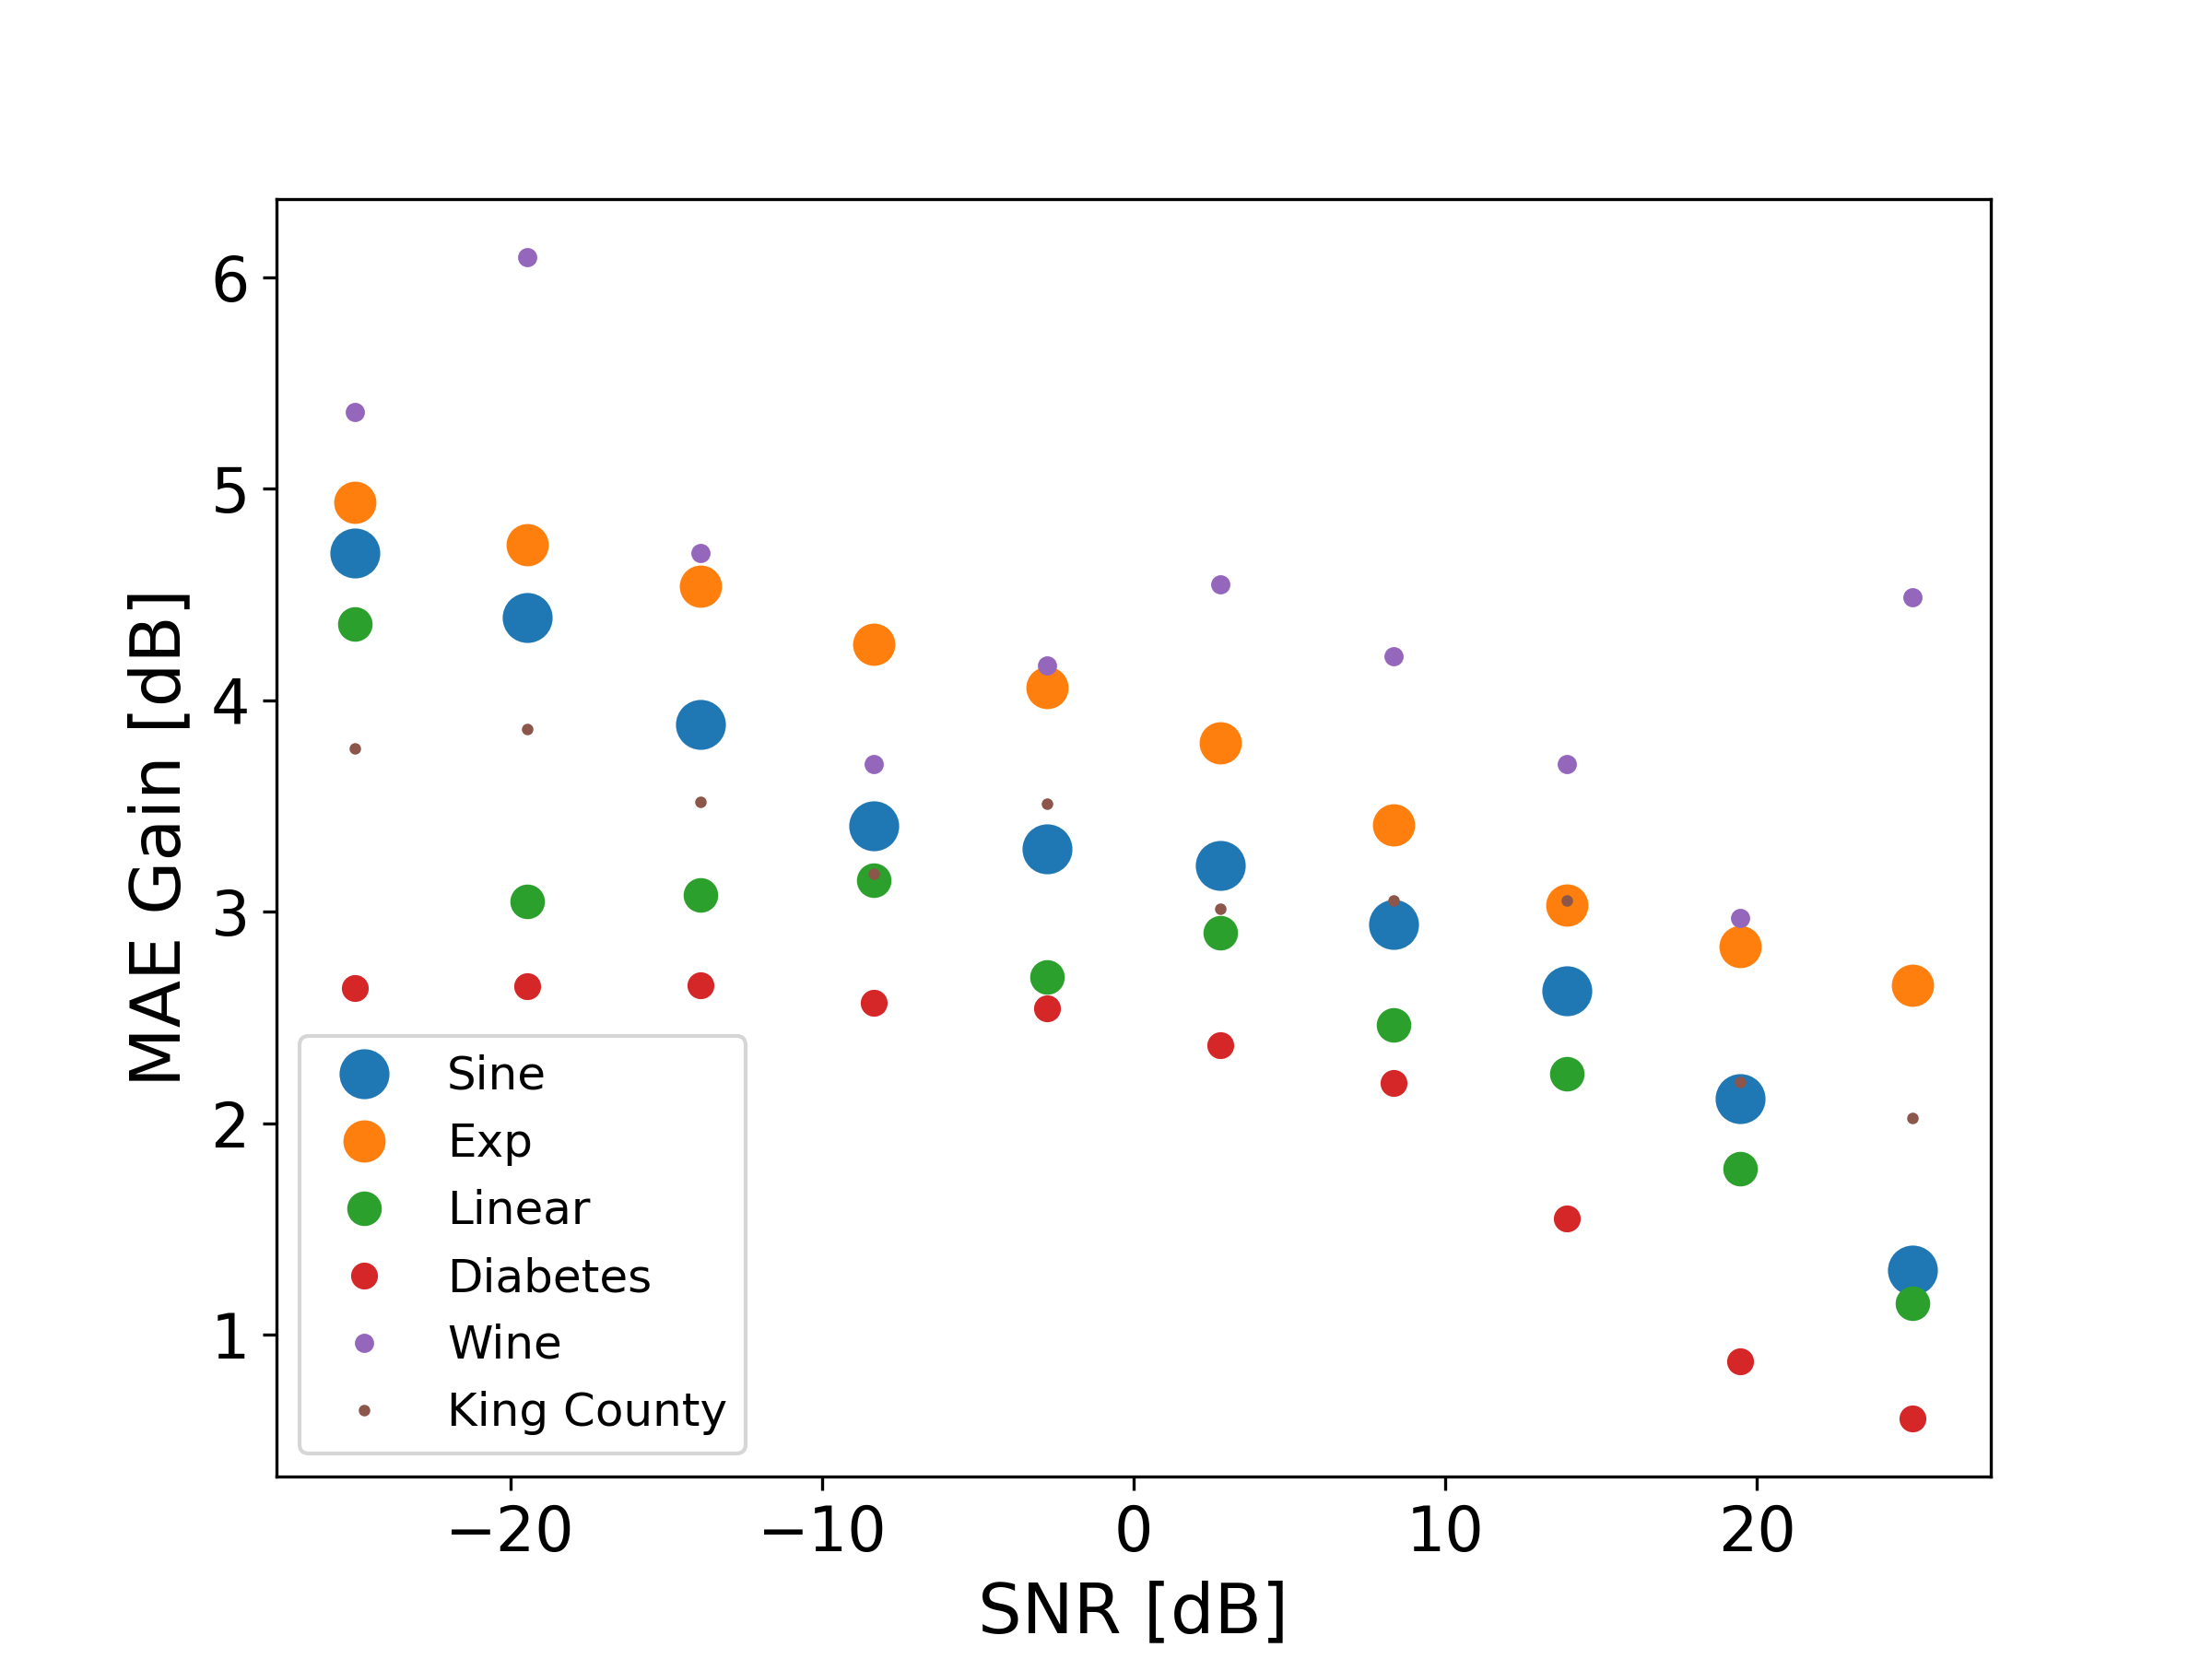 MAE Gain [dB]
6
5
4
3
2
1
Sine
Exp
Linear
Diabetes
Wine
King County
−20 −10 0 10 20
SNR [dB]